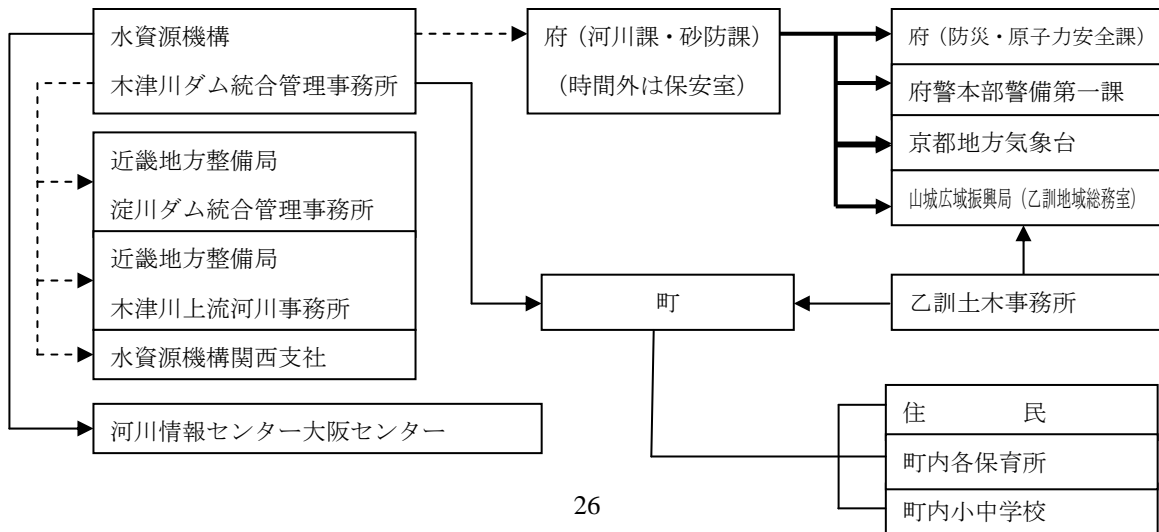 水資源機構
木津川ダム統合管理事務所
府（河川課・砂防課）
（時間外は保安室）
府（防災・原子力安全課）
府警本部警備第一課
京都地方気象台
山城広域振興局（乙訓地域総務室）
近畿地方整備局
淀川ダム統合管理事務所
近畿地方整備局
木津川上流河川事務所
水資源機構関西支社
町
乙訓土木事務所
河川情報センター大阪センター
住　　　民
町内各保育所
町内小中学校
26